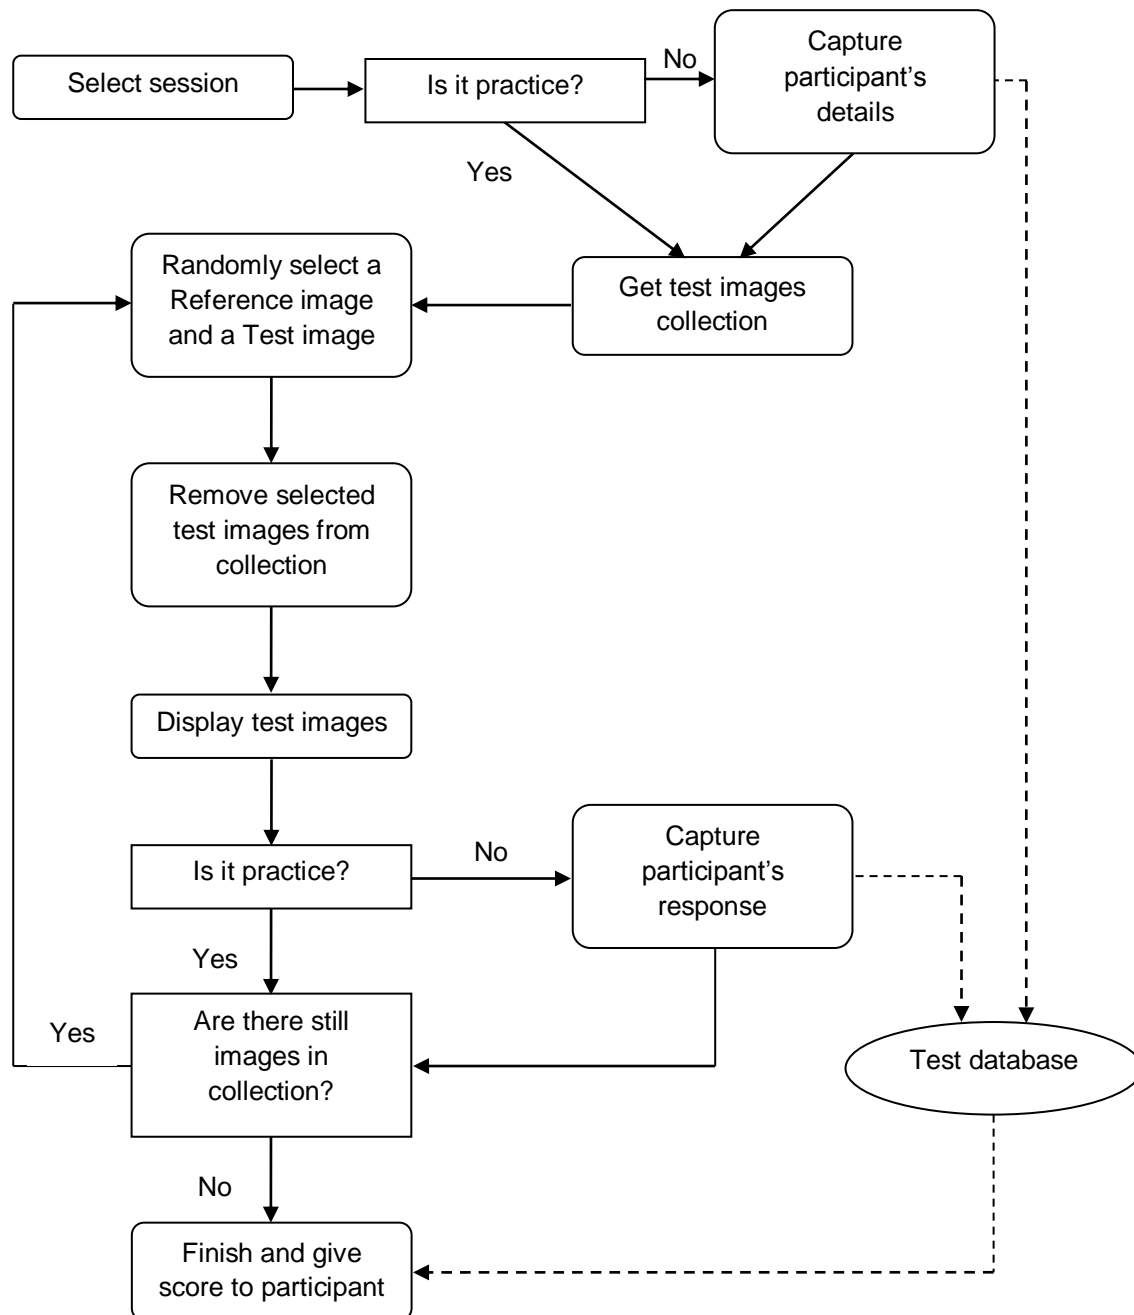 Select session
Is it practice?
No
Capture
participant’s
details
Yes
Randomly select a
Reference image
and a Test image
Get test images
collection
Remove selected
test images from
collection
Display test images
Is it practice?
No
Capture
participant’s
response
Yes
Yes
Are there still
images in
collection?
Test database
No
Finish and give
score to participant